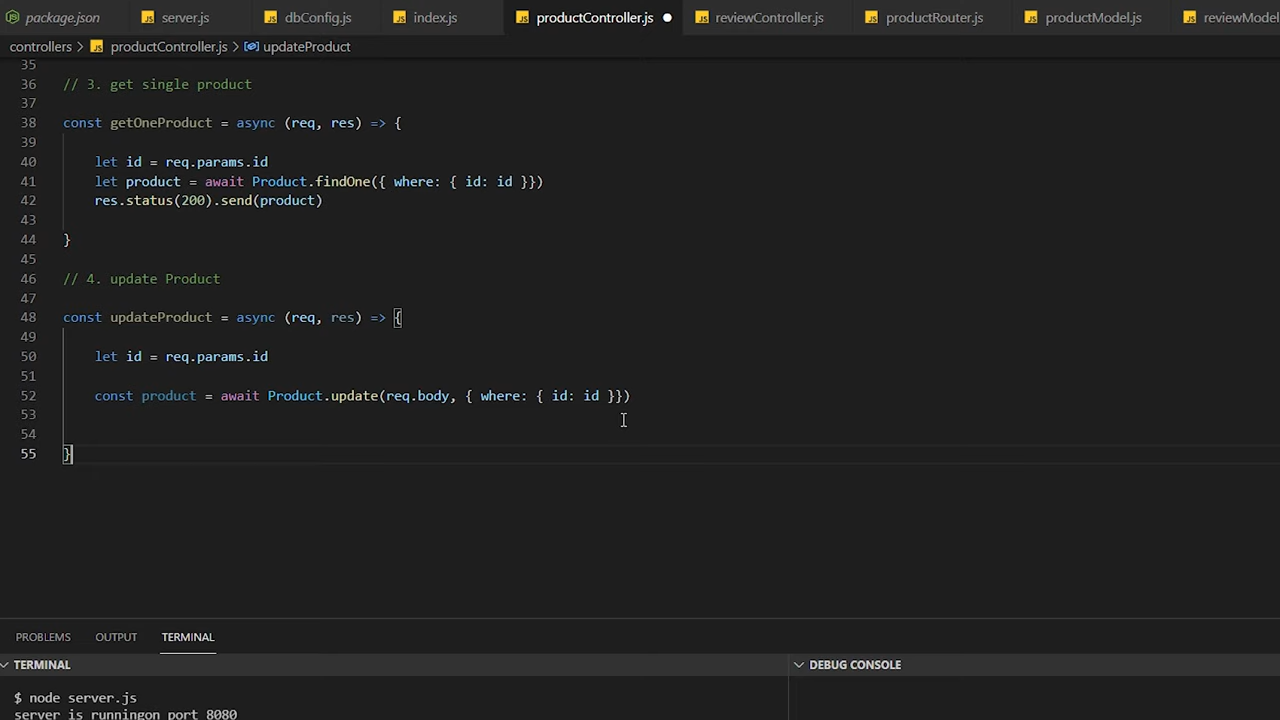 package.json server.js dbConfig.js index.js productController.js reviewController.js productRouter.js productModel.js reviewModel
controllers > productController.js > updateProduct
35
36 // 3. get single product
37
38 const getOneProduct = async (req, res) => {
39
40 let id = req.params.id
41 let product = await Product.findOne({ where: { id: id }})
42 res.status(200).send(product)
43
44 }
45
46 // 4. update Product
47
48 const updateProduct = async (req, res) => {
49
50 let id = req.params.id
51
52 const product = await Product.update(req.body, { where: { id: id }})
53
54
55 }
PROBLEMS OUTPUT TERMINAL
TERMINAL DEBUG CONSOLE
$ node server.js
server is runningon port 8080